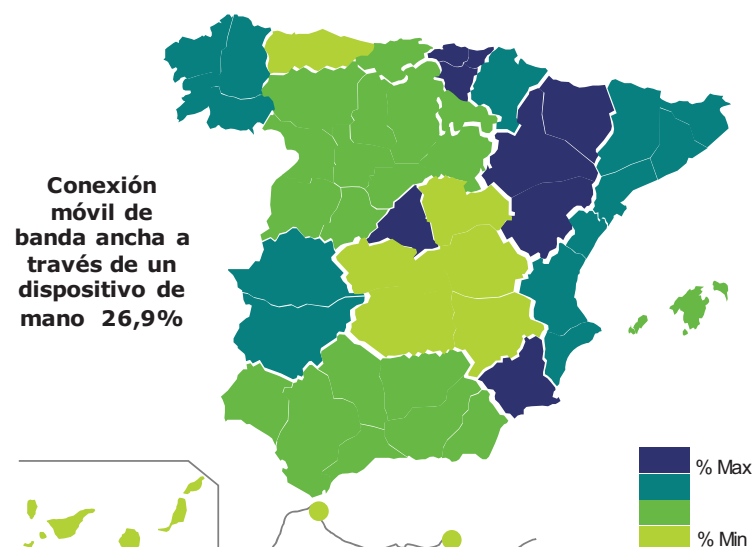 Conexión
móvil de
banda ancha a
través de un
dispositivo de
mano 26,9%
% Max
% Min